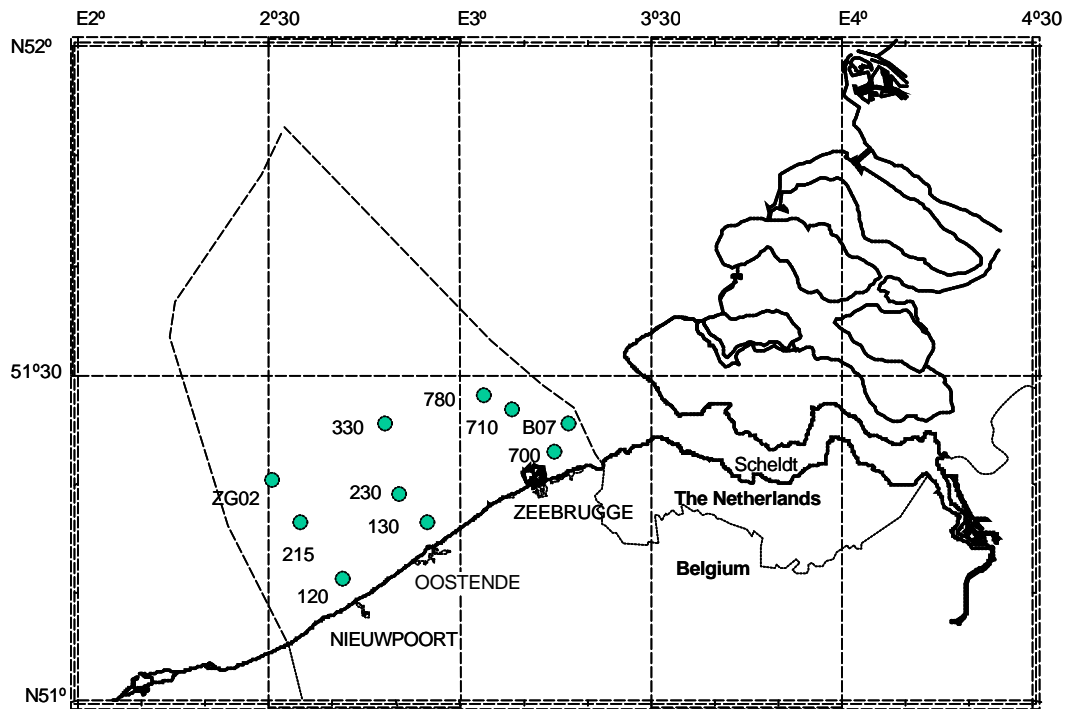 E2º 2º30 E3º 3º30 E4º 4º30
N52º
51º30
780
330 710 B07
700
Scheldt
ZG02 230 The Netherlands
130 ZEEBRUGGE
215
Belgium
OOSTENDE
120
NIEUWPOORT
N51º